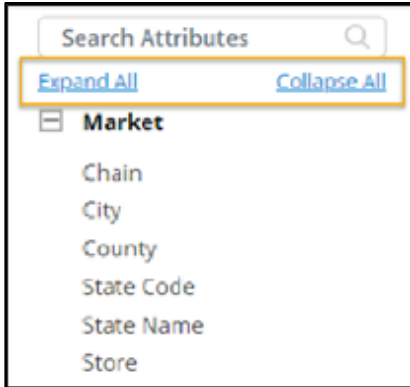 Search Attributes
Expand All Collapse All
Market
Chain
City
County
State Code
State Name
Store